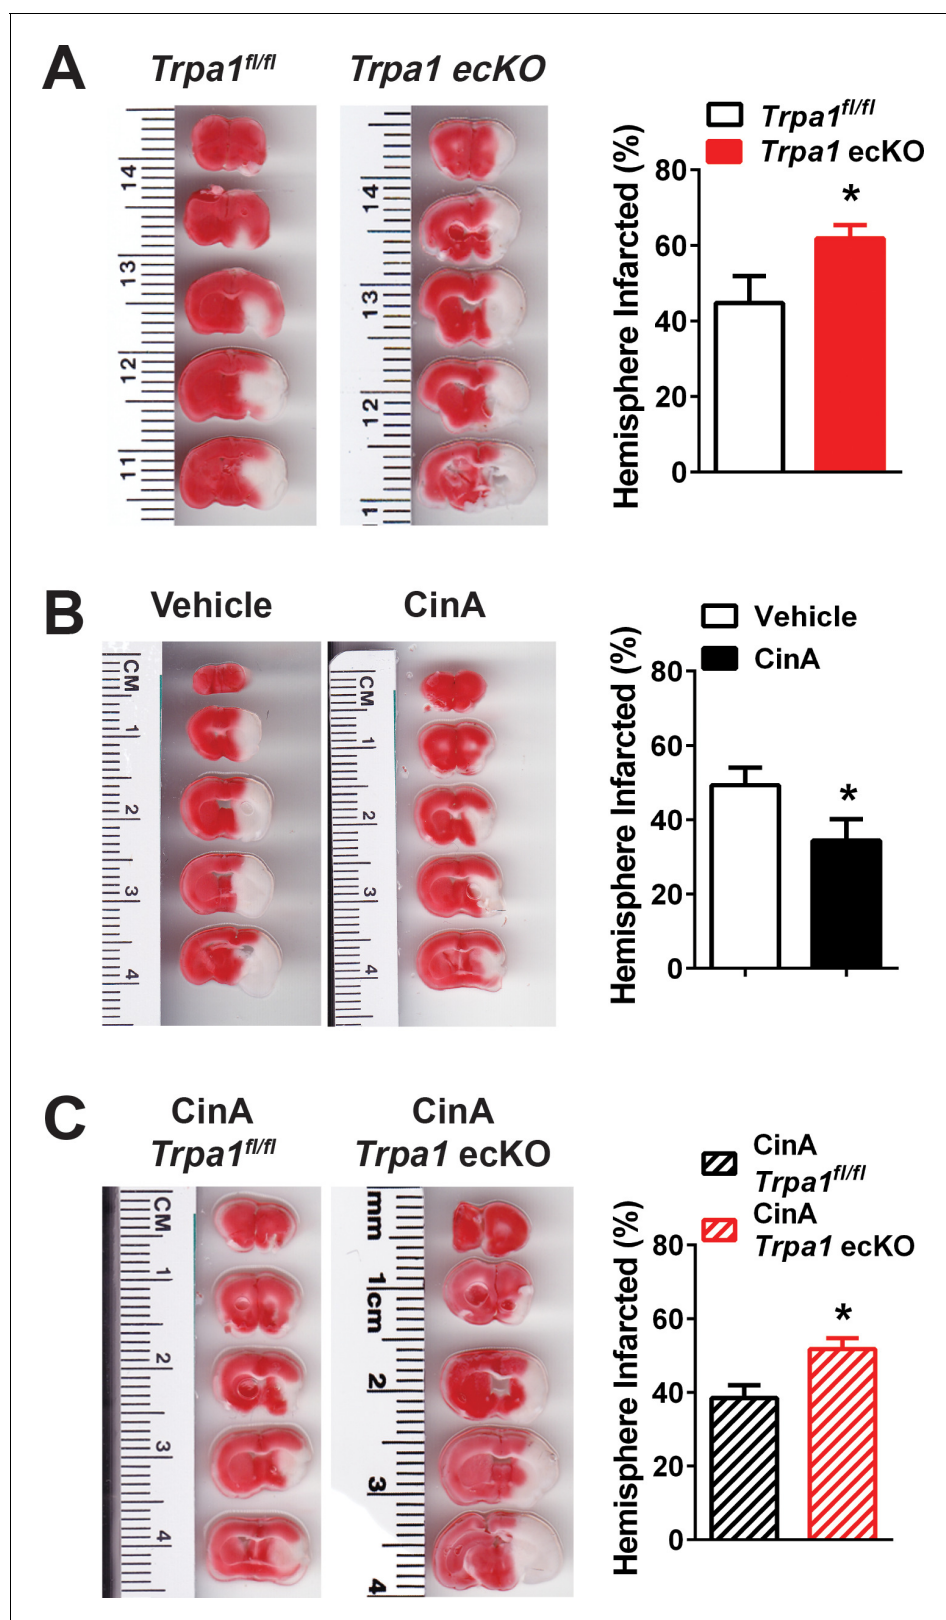 A
Trpa1fl/fl
Trpa1 ecKO
14
13
12
11
14
13
12
11
Trpa1fl/fl
Trpa1 ecKO
Hemisphere Infarcted (%)
80
60
40
20
0
*
B
Vehicle
CinA
CM
1
2
3
4
CM
1
2
3
4
Vehicle
CinA
Hemisphere Infarcted (%)
80
60
40
20
0
*
C
CinA
Trpa1fl/fl
CinA
Trpa1 ecKO
CM
1
2
3
4
mm
1cm
2
3
4
CinA
Trpa1fl/fl
CinA
Trpa1 ecKO
Hemisphere Infarcted (%)
80
60
40
20
0
*